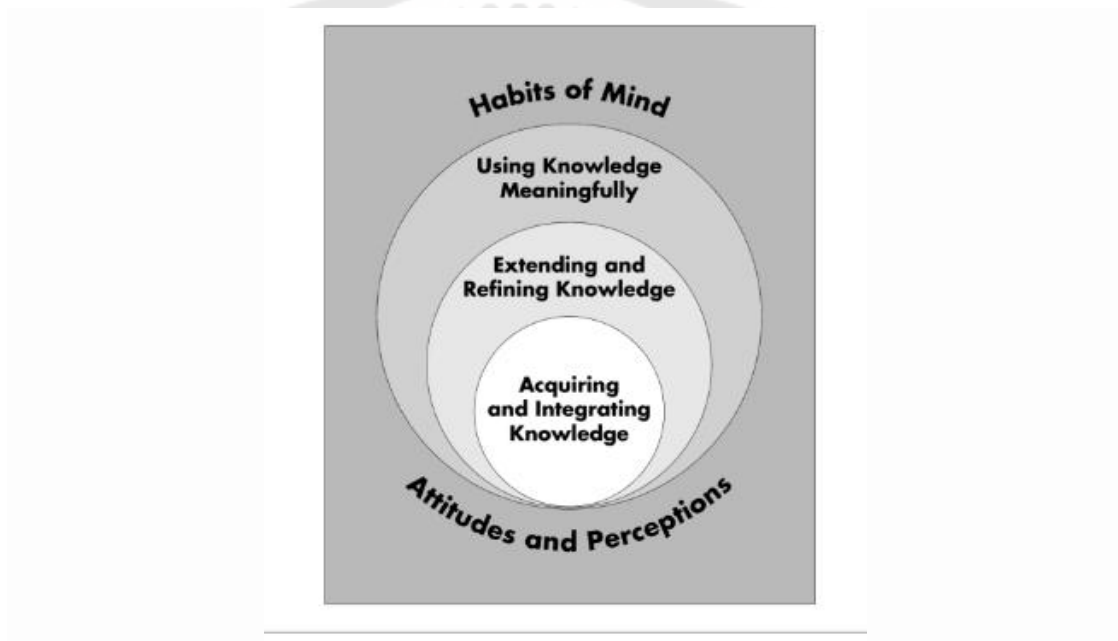 Habits of Mind
Using Knowledge
Meaningfully
Extending and
Refining Knowledge
Acquiring
and Integrating
Knowledge
Attitudes and Perceptions